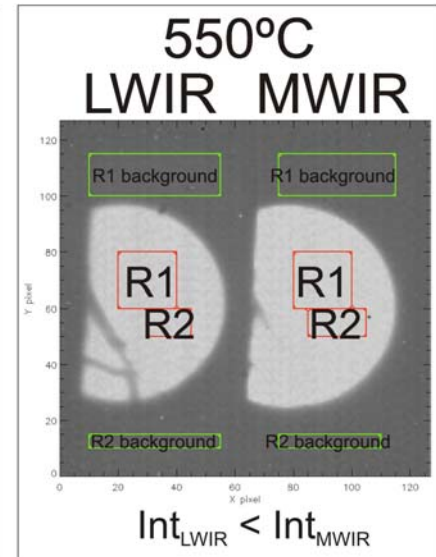 550ºC
LWIR MWIR
120
R1 background R1 background
100
80
R1 R1
60
R2 R2
40
20
R2 background R2 background
0
0 20 40 60 80 100 120
Y pixel
X pixel
Int_LWIR < Int_MWIR